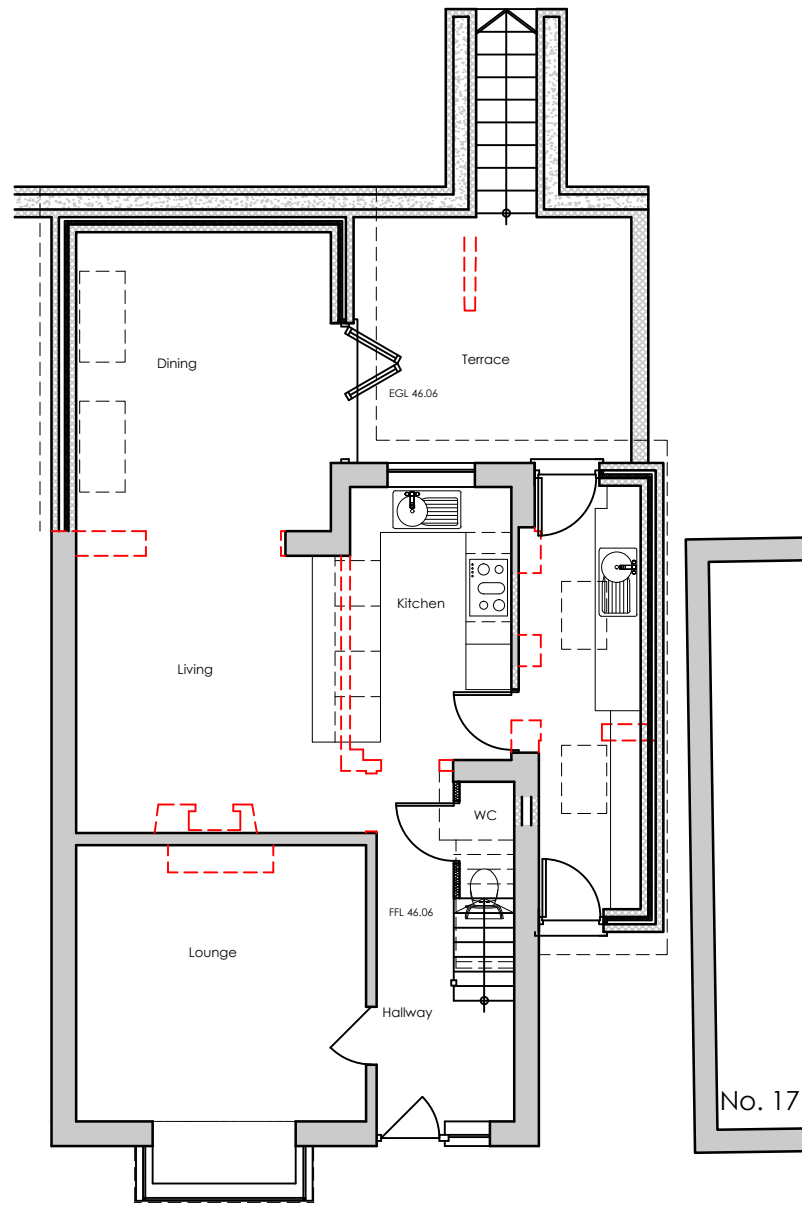 Dining
Terrace
EGL 46.06
Kitchen
Living
WC
FFL 46.06
Lounge
Hallway
No. 17